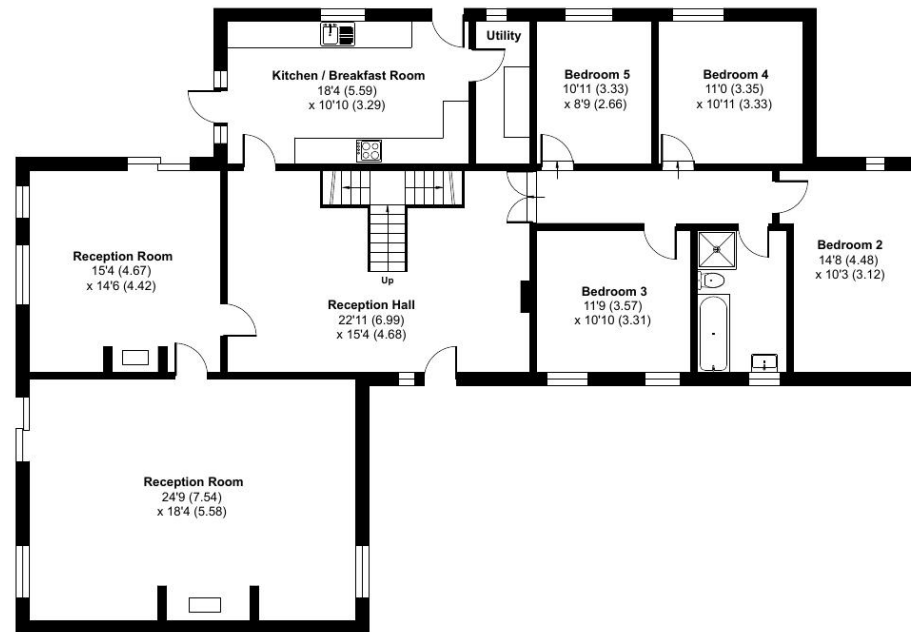 Utility
Kitchen / Breakfast Room
18'4 (5.59)
x 10'10 (3.29)
Bedroom 5
10'11 (3.33)
x 8'9 (2.66)
Bedroom 4
11'0 (3.35)
x 10'11 (3.33)
Reception Room
15'4 (4.67)
x 14'6 (4.42)
Up
Reception Hall
22'11 (6.99)
x 15'4 (4.68)
Bedroom 3
11'9 (3.57)
x 10'10 (3.31)
Bedroom 2
14'8 (4.48)
x 10'3 (3.12)
Reception Room
24'9 (7.54)
x 18'4 (5.58)